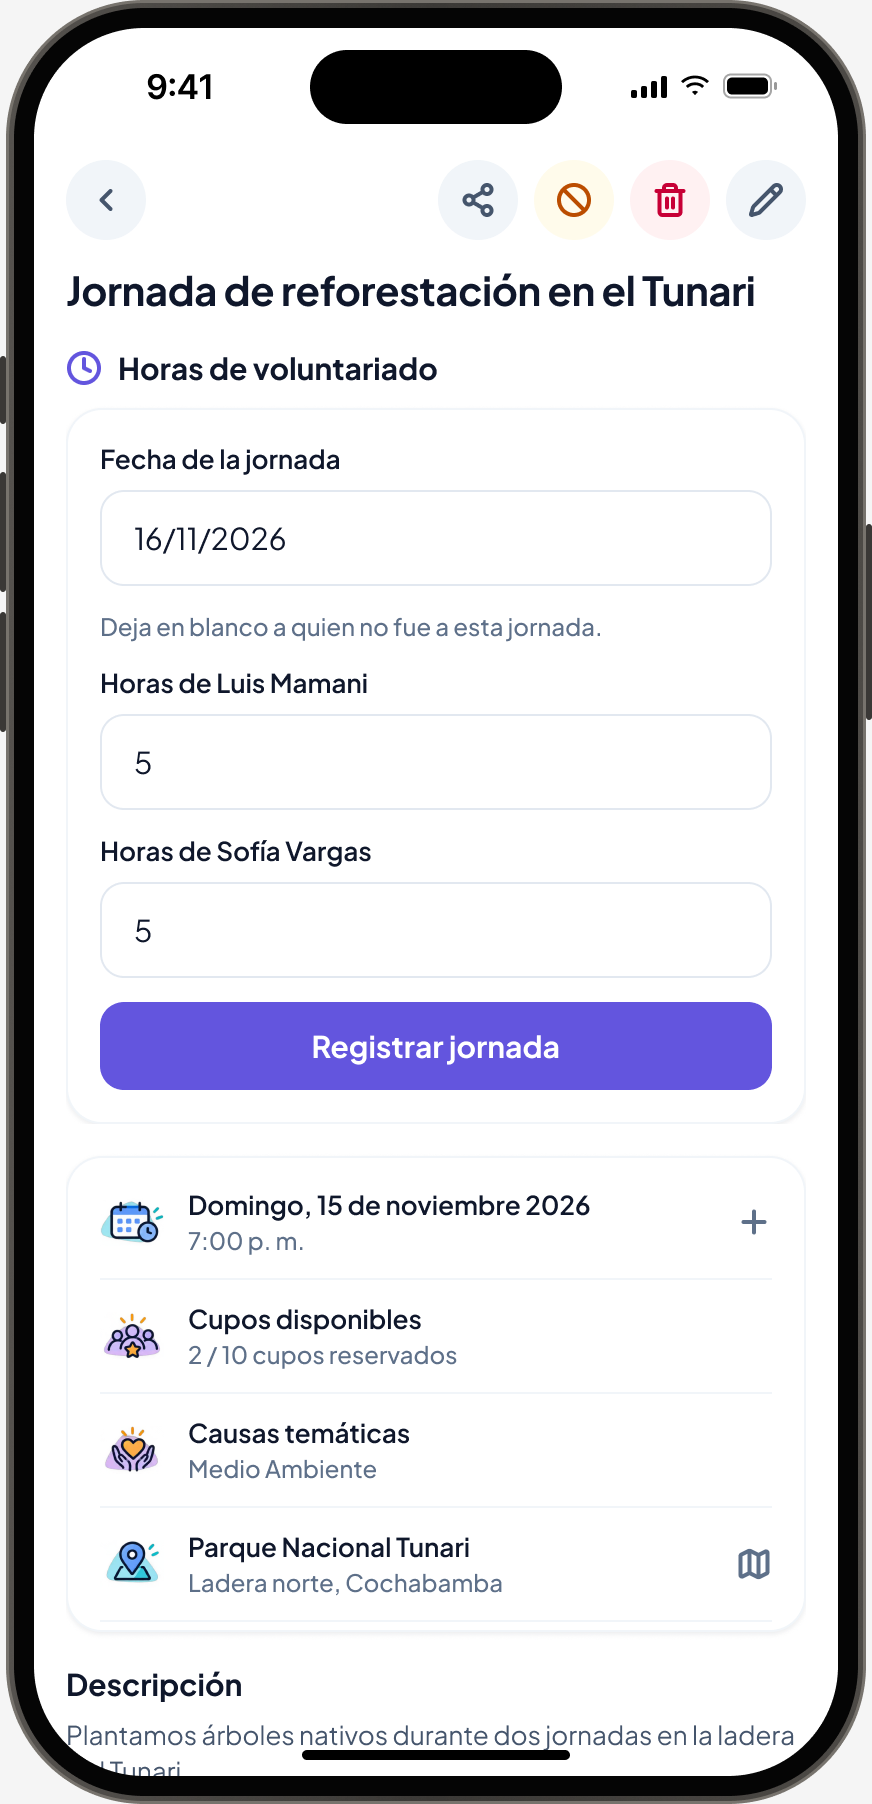 9:41
Jornada de reforestación en el Tunari
Horas de voluntariado
Fecha de la jornada
16/11/2026
Deja en blanco a quien no fue a esta jornada.
Horas de Luis Mamani
5
Horas de Sofía Vargas
5
Registrar jornada
Domingo, 15 de noviembre 2026
7:00 p. m.
Cupos disponibles
2 / 10 cupos reservados
Causas temáticas
Medio Ambiente
Parque Nacional Tunari
Ladera norte, Cochabamba
Descripción
Plantamos árboles nativos durante dos jornadas en la ladera
Tunari